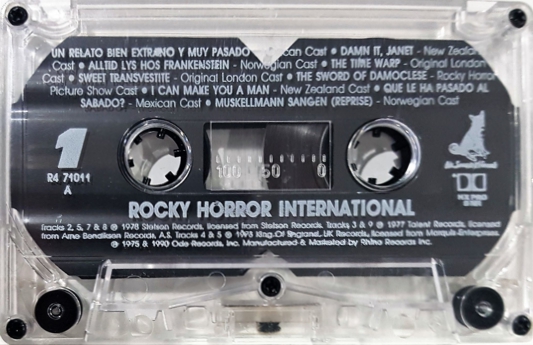 UN RELATO BIEN EXTRAÑO Y MUY PASADO Cast • DAMN IT, JANET - New Zealand
Cast • ALLTID LYS HOS FRANKENSTIRN - Norwegian Cast • THE TIME WARP - Original London
Cast • SWEET TRANSVESTITE - Original London Cast • THE SWORD OF DAMOCLESE - Rocky Horror
Picture Show Cast • I CAN MAKE YOU A MAN - New Zealand Cast • QUE LE HA PASADO AL
SABADO? - Mexican Cast • MUSKELLMANN SANGEN (REPRISE) - Norwegian Cast
1
R4 71011
A
100 50 0
HX PRO
ROCKY HORROR INTERNATIONAL
Tracks 2, 5, 7 & 8 ℗ 1978 Stetson Records, licensed from Stetson Records. Tracks 3 & 9 ℗ 1977 Talent Records, licensed
from Arne Bendiksen Records, A.S. Tracks 4 & 5 ℗ 1973 King Of England, UK Records, licensed from Marquis Enterprises.
℗ 1975 & 1990 Ode Records, Inc. Manufactured & Marketed by Rhino Records Inc.